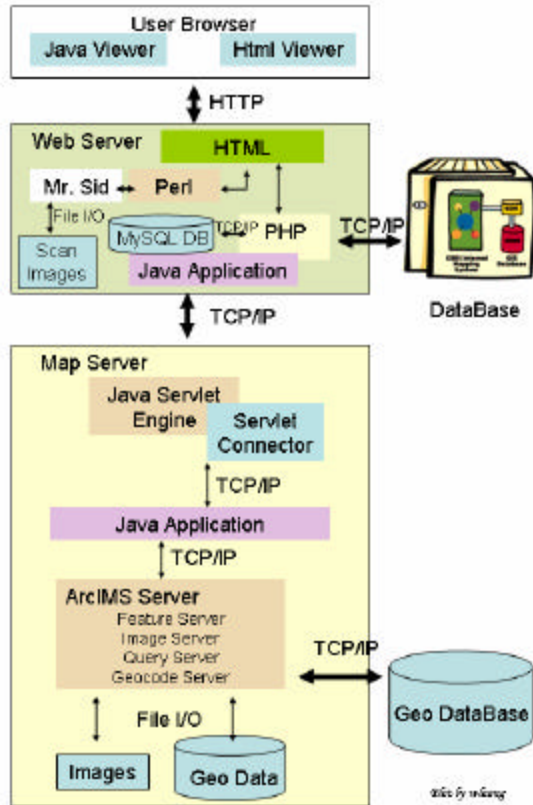 User Browser
Java Viewer
Html Viewer
HTTP
Web Server
HTML
Mr. Sid
Perl
File I/O
MySQL DB
TCP/IP
PHP
TCP/IP
Scan
Images
Java Application
DataBase
TCP/IP
Map Server
Java Servlet
Engine
Servlet
Connector
TCP/IP
Java Application
TCP/IP
ArcIMS Server
Feature Server
Image Server
Query Server
Geocode Server
TCP/IP
Geo DataBase
File I/O
Images
Geo Data